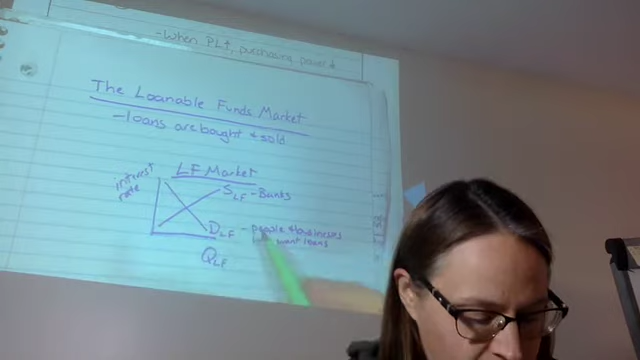 -When PL↑, purchasing power↓
The Loanable Funds Market
-loans are bought & sold
LF Market
interest
rate
SLF - Banks
DLF - people & businesses
want loans
QLF